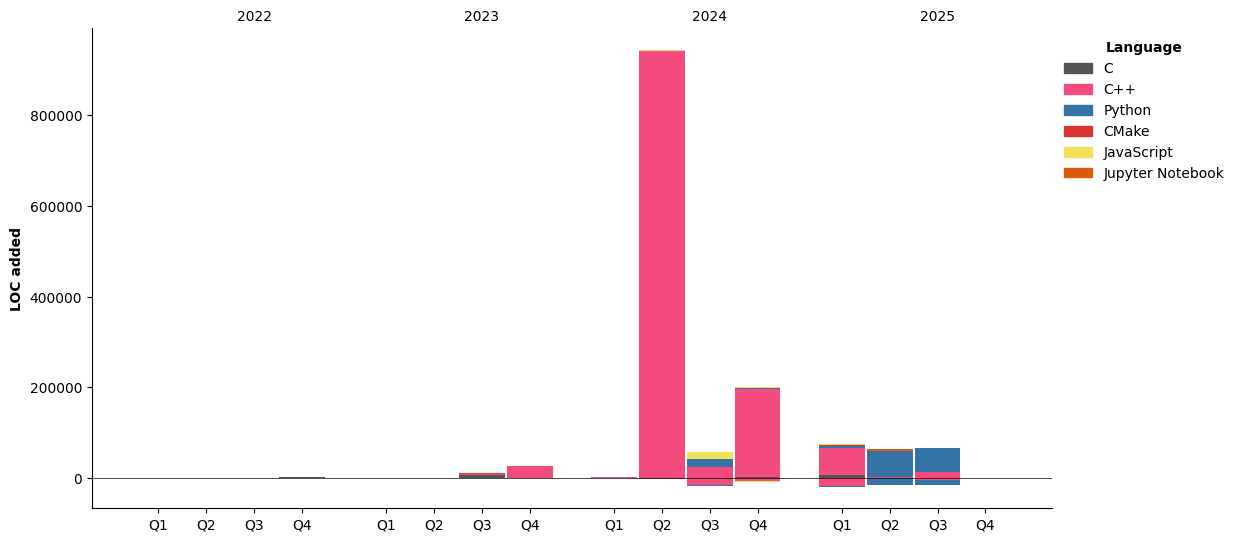 2022 2023 2024 2025
Language
C
C++
Python
CMake
JavaScript
Jupyter Notebook
LOC added
800000
600000
400000
200000
0
Q1 Q2 Q3 Q4 Q1 Q2 Q3 Q4 Q1 Q2 Q3 Q4 Q1 Q2 Q3 Q4